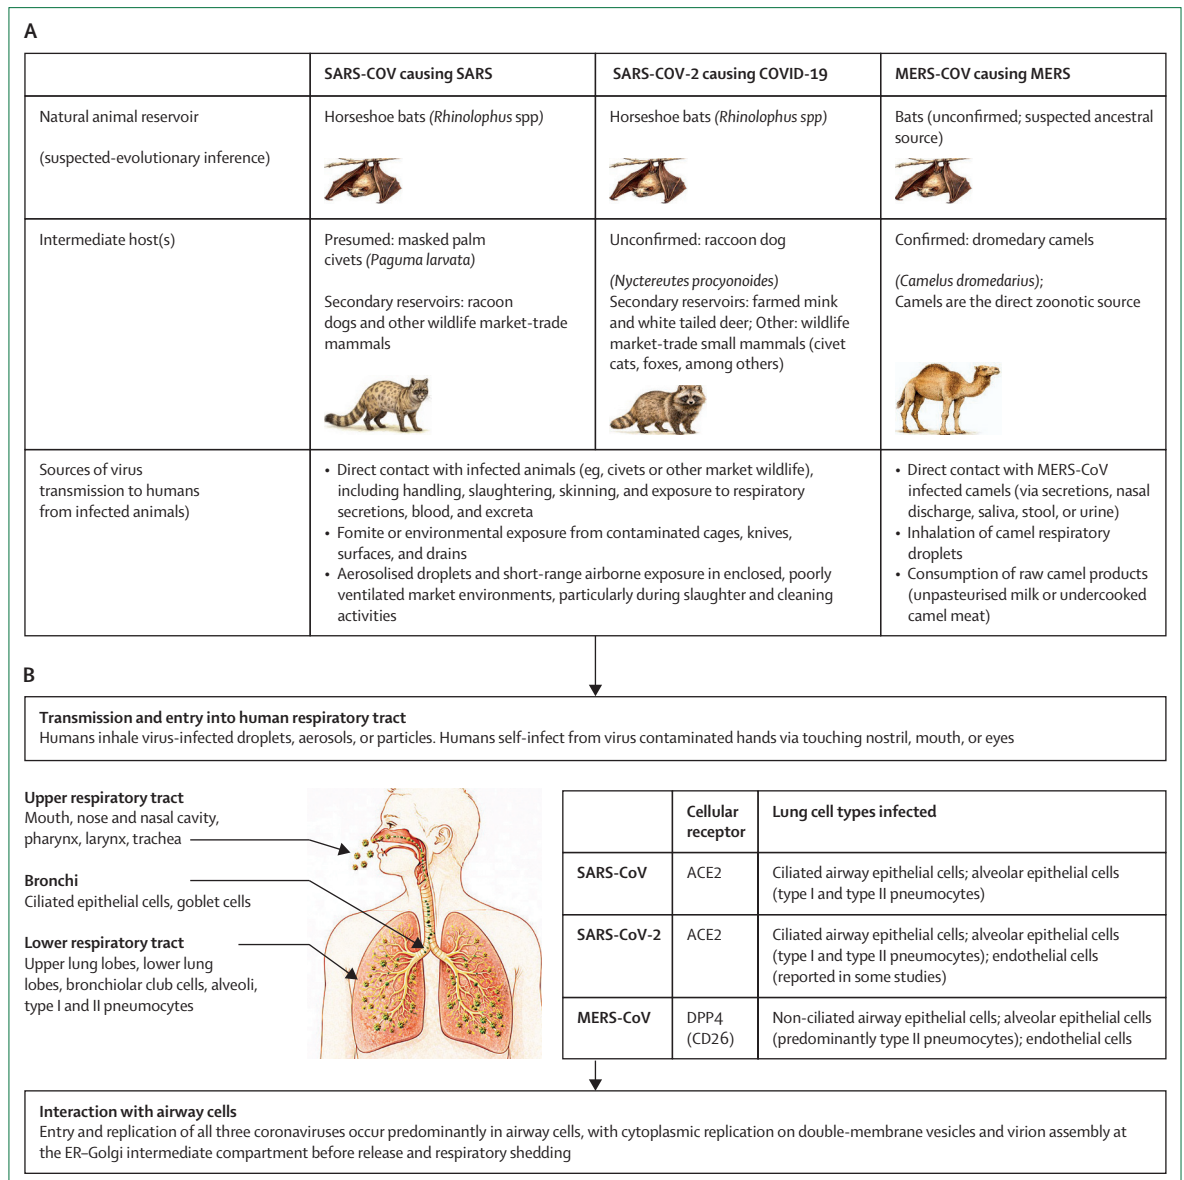 A
SARS-COV causing SARS
SARS-COV-2 causing COVID-19
MERS-COV causing MERS
Natural animal reservoir
(suspected-evolutionary inference)
Horseshoe bats (Rhinolophus spp)
Horseshoe bats (Rhinolophus spp)
Bats (unconfirmed; suspected ancestral
source)
Intermediate host(s)
Presumed: masked palm
civets (Paguma larvata)
Secondary reservoirs: racoon
dogs and other wildlife market-trade
mammals
Unconfirmed: raccoon dog
(Nyctereutes procyonoides)
Secondary reservoirs: farmed mink
and white tailed deer; Other: wildlife
market-trade small mammals (civet
cats, foxes, among others)
Confirmed: dromedary camels
(Camelus dromedarius);
Camels are the direct zoonotic source
Sources of virus
transmission to humans
from infected animals)
• Direct contact with infected animals (eg, civets or other market wildlife),
including handling, slaughtering, skinning, and exposure to respiratory
secretions, blood, and excreta
• Fomite or environmental exposure from contaminated cages, knives,
surfaces, and drains
• Aerosolised droplets and short-range airborne exposure in enclosed, poorly
ventilated market environments, particularly during slaughter and cleaning
activities
• Direct contact with MERS-CoV
infected camels (via secretions, nasal
discharge, saliva, stool, or urine)
• Inhalation of camel respiratory
droplets
• Consumption of raw camel products
(unpasteurised milk or undercooked
camel meat)
B
Transmission and entry into human respiratory tract
Humans inhale virus-infected droplets, aerosols, or particles. Humans self-infect from virus contaminated hands via touching nostril, mouth, or eyes
Upper respiratory tract
Mouth, nose and nasal cavity,
pharynx, larynx, trachea
Bronchi
Ciliated epithelial cells, goblet cells
Lower respiratory tract
Upper lung lobes, lower lung
lobes, bronchiolar club cells, alveoli,
type I and II pneumocytes
Cellular
receptor
Lung cell types infected
SARS-CoV
ACE2
Ciliated airway epithelial cells; alveolar epithelial cells
(type I and type II pneumocytes)
SARS-CoV-2
ACE2
Ciliated airway epithelial cells; alveolar epithelial cells
(type I and type II pneumocytes); endothelial cells
(reported in some studies)
MERS-CoV
DPP4
(CD26)
Non-ciliated airway epithelial cells; alveolar epithelial cells
(predominantly type II pneumocytes); endothelial cells
Interaction with airway cells
Entry and replication of all three coronaviruses occur predominantly in airway cells, with cytoplasmic replication on double-membrane vesicles and virion assembly at
the ER–Golgi intermediate compartment before release and respiratory shedding